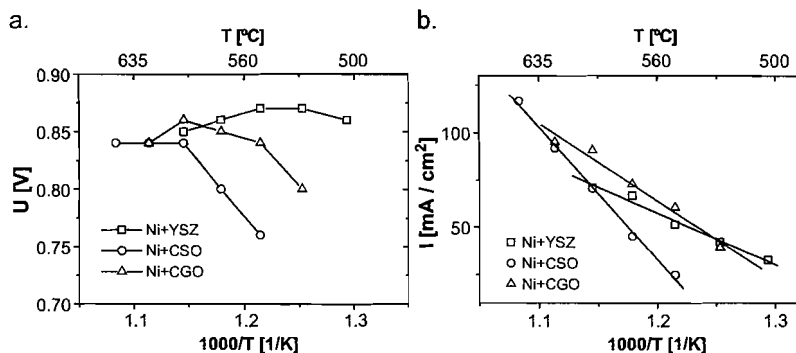 a.
T [ºC]
635 560 500
0.90
0.85
0.80
0.75
0.70
U [V]
Ni+YSZ
Ni+CSO
Ni+CGO
1.1 1.2 1.3
1000/T [1/K]
b.
T [ºC]
635 560 500
100
50
I [mA / cm²]
Ni+YSZ
Ni+CSO
Ni+CGO
1.1 1.2 1.3
1000/T [1/K]